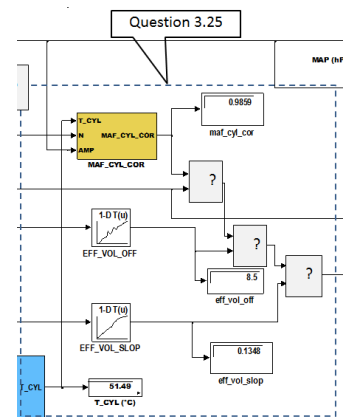 Question 3.25
MAP (hF
T_CYL
N
AMP
MAF_CYL_COR
MAF_CYL_COR
0.9859
maf_cyl_cor
?
1-D T(u)
EFF_VOL_OFF
?
8.5
eff_vol_off
?
1-D T(u)
EFF_VOL_SLOP
0.1348
eff_vol_slop
T_CYL
51.49
T_CYL (°C)